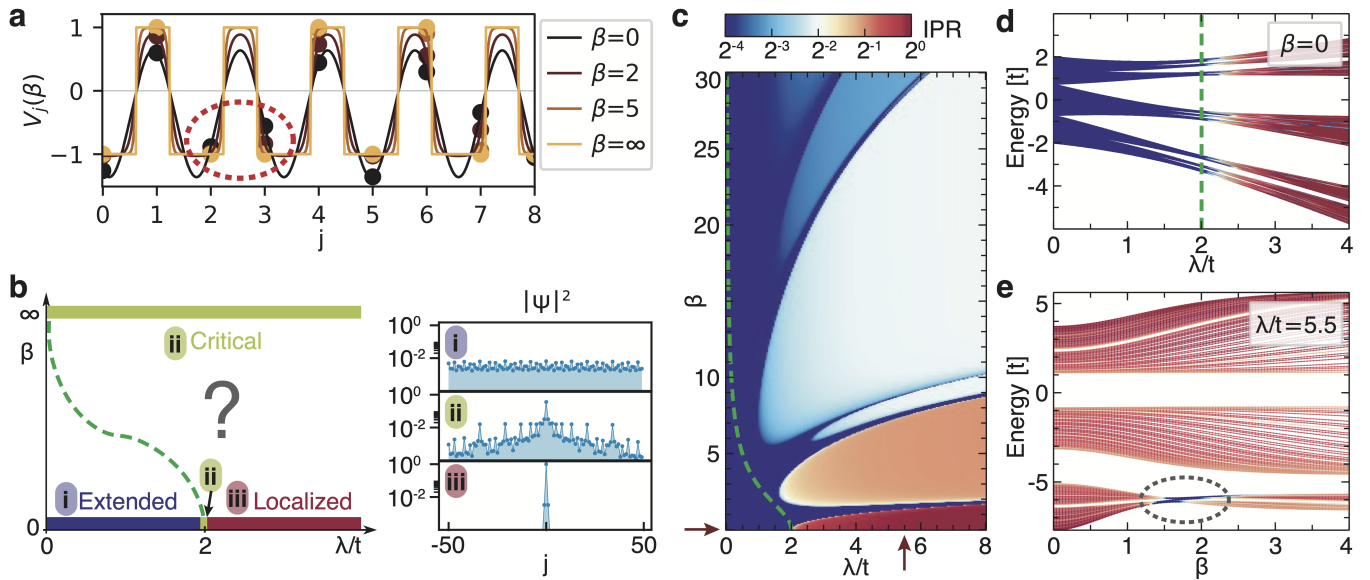 a
1
0
−1
V_j(β)
0 1 2 3 4 5 6 7 8
j
β=0
β=2
β=5
β=∞
b
∞
β
0
ii Critical
?
ii
i Extended
iii Localized
2
λ/t
|Ψ|²
10⁰
i
10⁻²
10⁰
ii
10⁻²
10⁰
iii
10⁻²
-50 50
j
c
IPR
2⁻⁴ 2⁻³ 2⁻² 2⁻¹ 2⁰
30
25
20
β
10
5
0
0 2 4 6 8
λ/t
d
β=0
Energy [t]
2
0
-2
-4
0 1 2 3 4
λ/t
e
λ/t=5.5
Energy [t]
5
0
−5
0 1 2 3 4
β